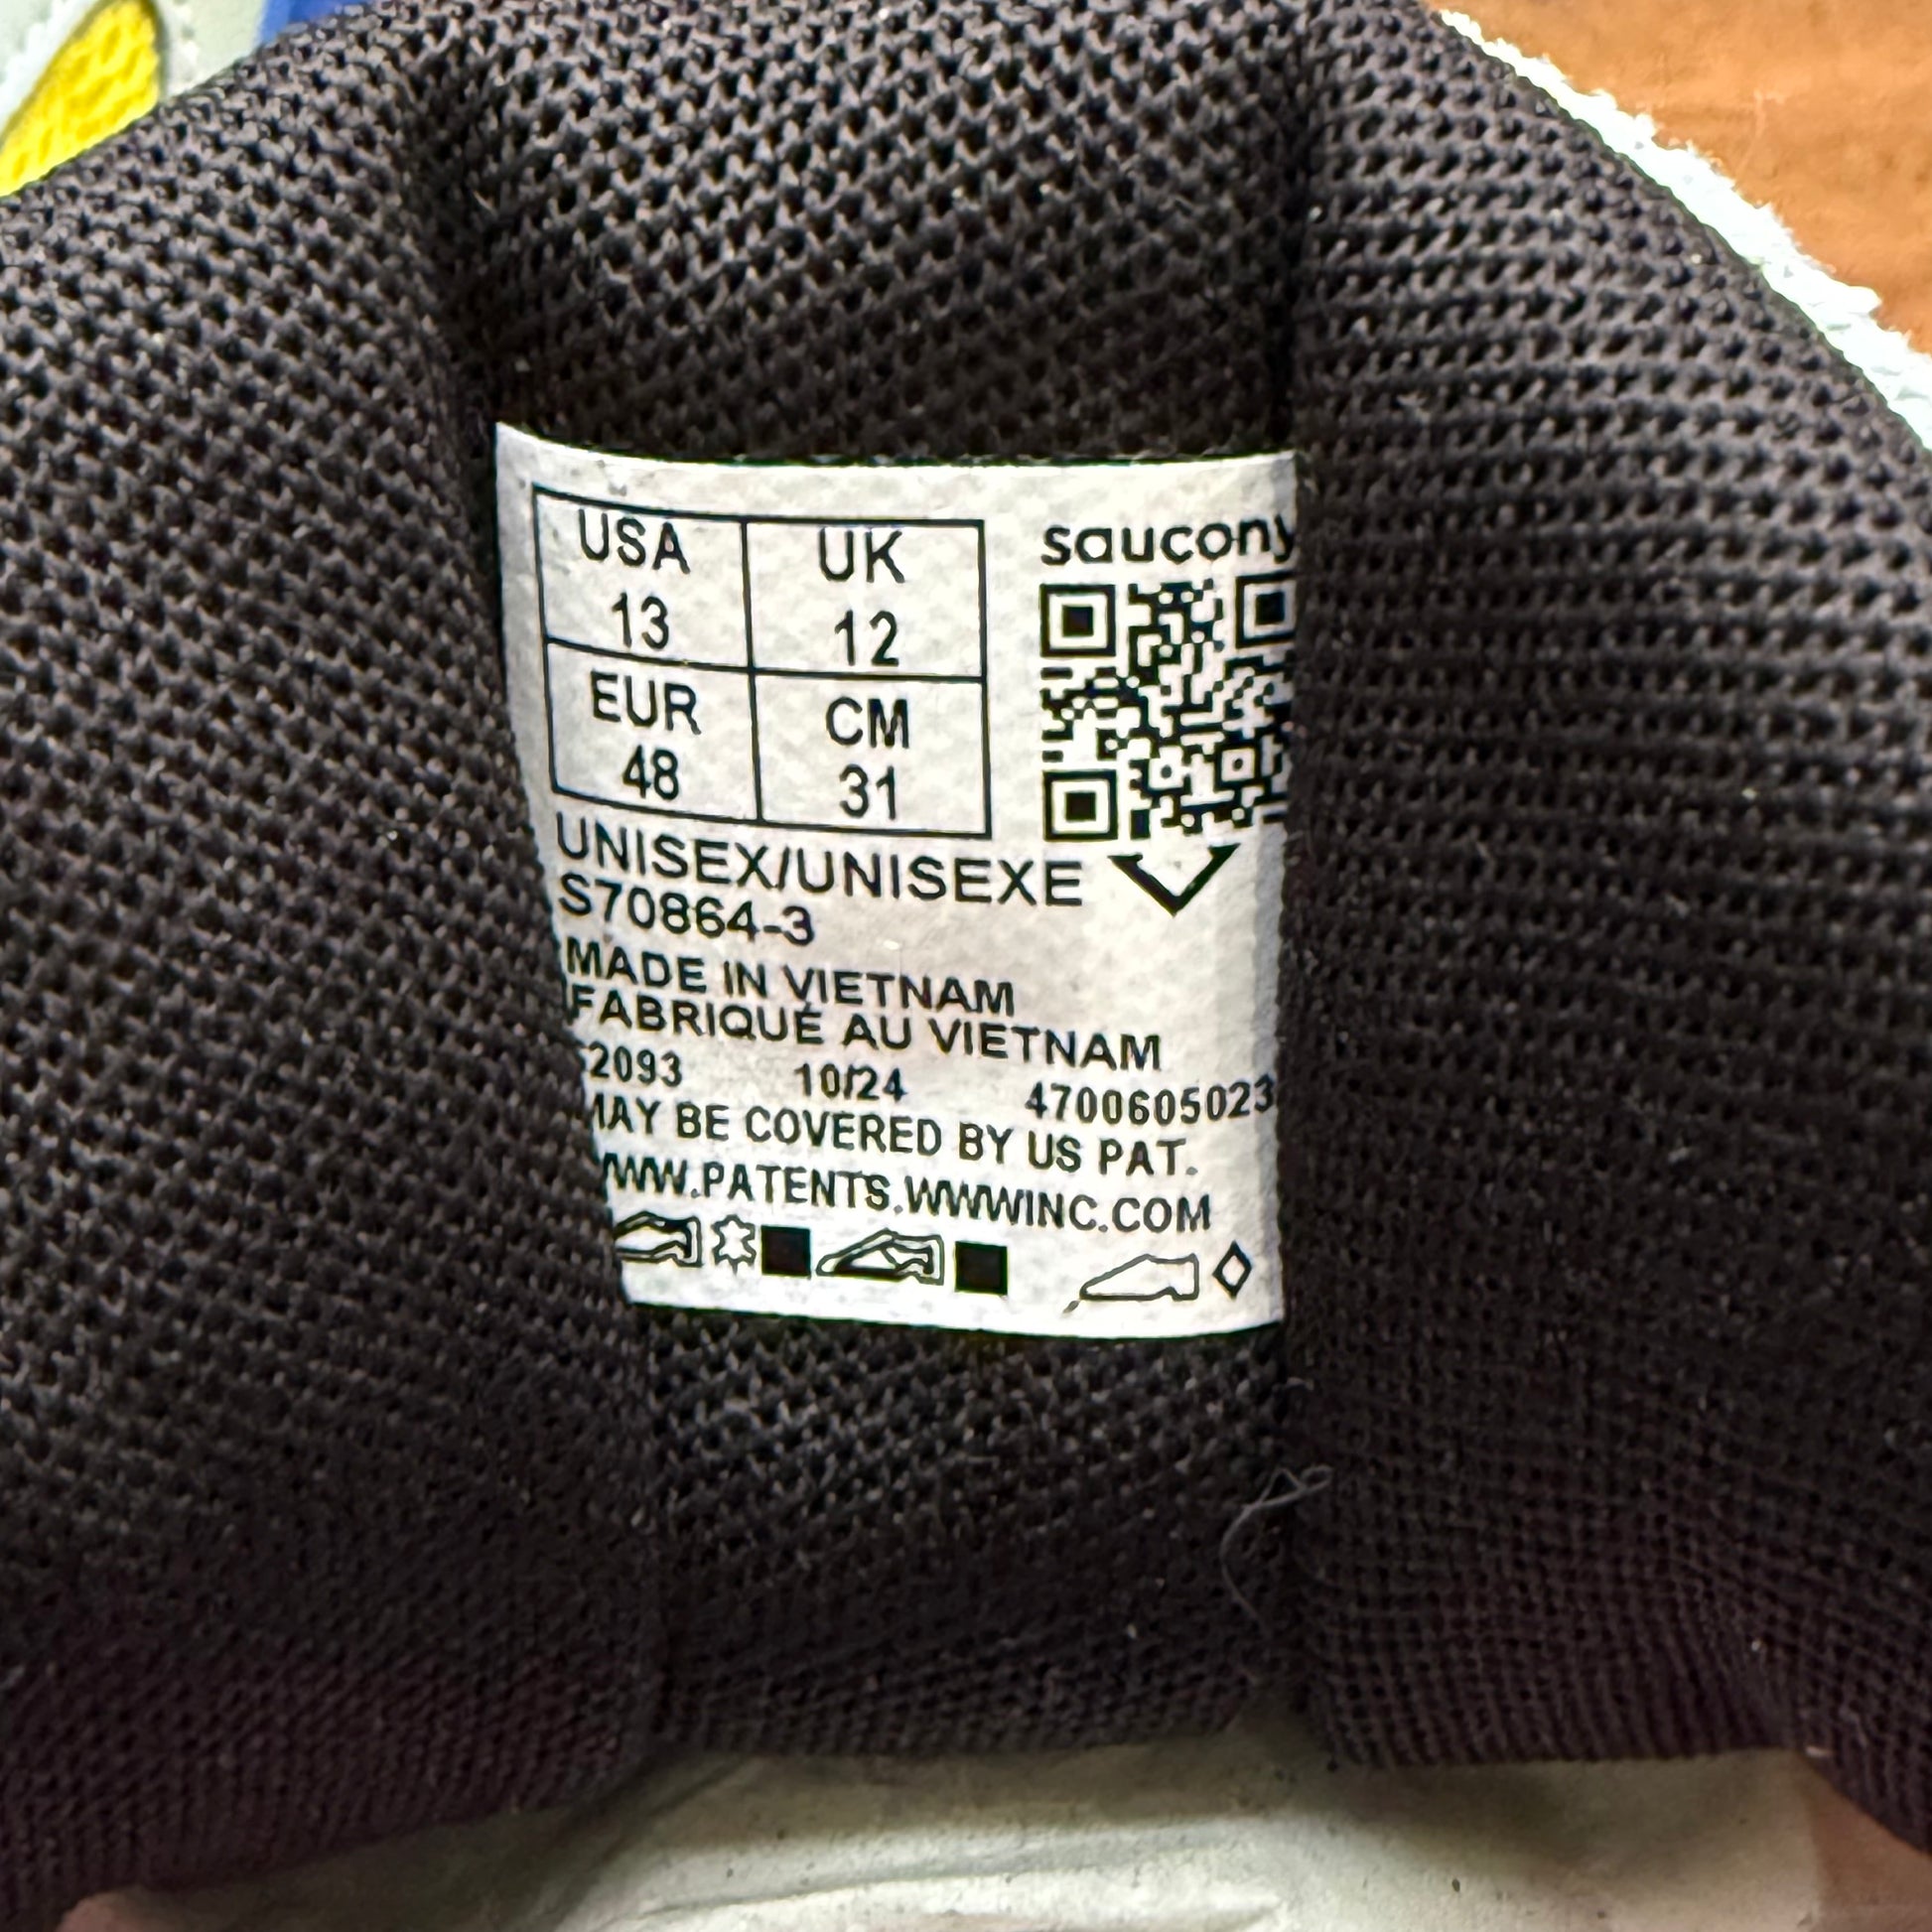 USA UK saucony
13 12
EUR CM
48 31
UNISEX/UNISEXE
S70864-3
MADE IN VIETNAM
FABRIQUÉ AU VIETNAM
2093 10/24 4700605023
MAY BE COVERED BY US PAT.
WWW.PATENTS.WWWINC.COM